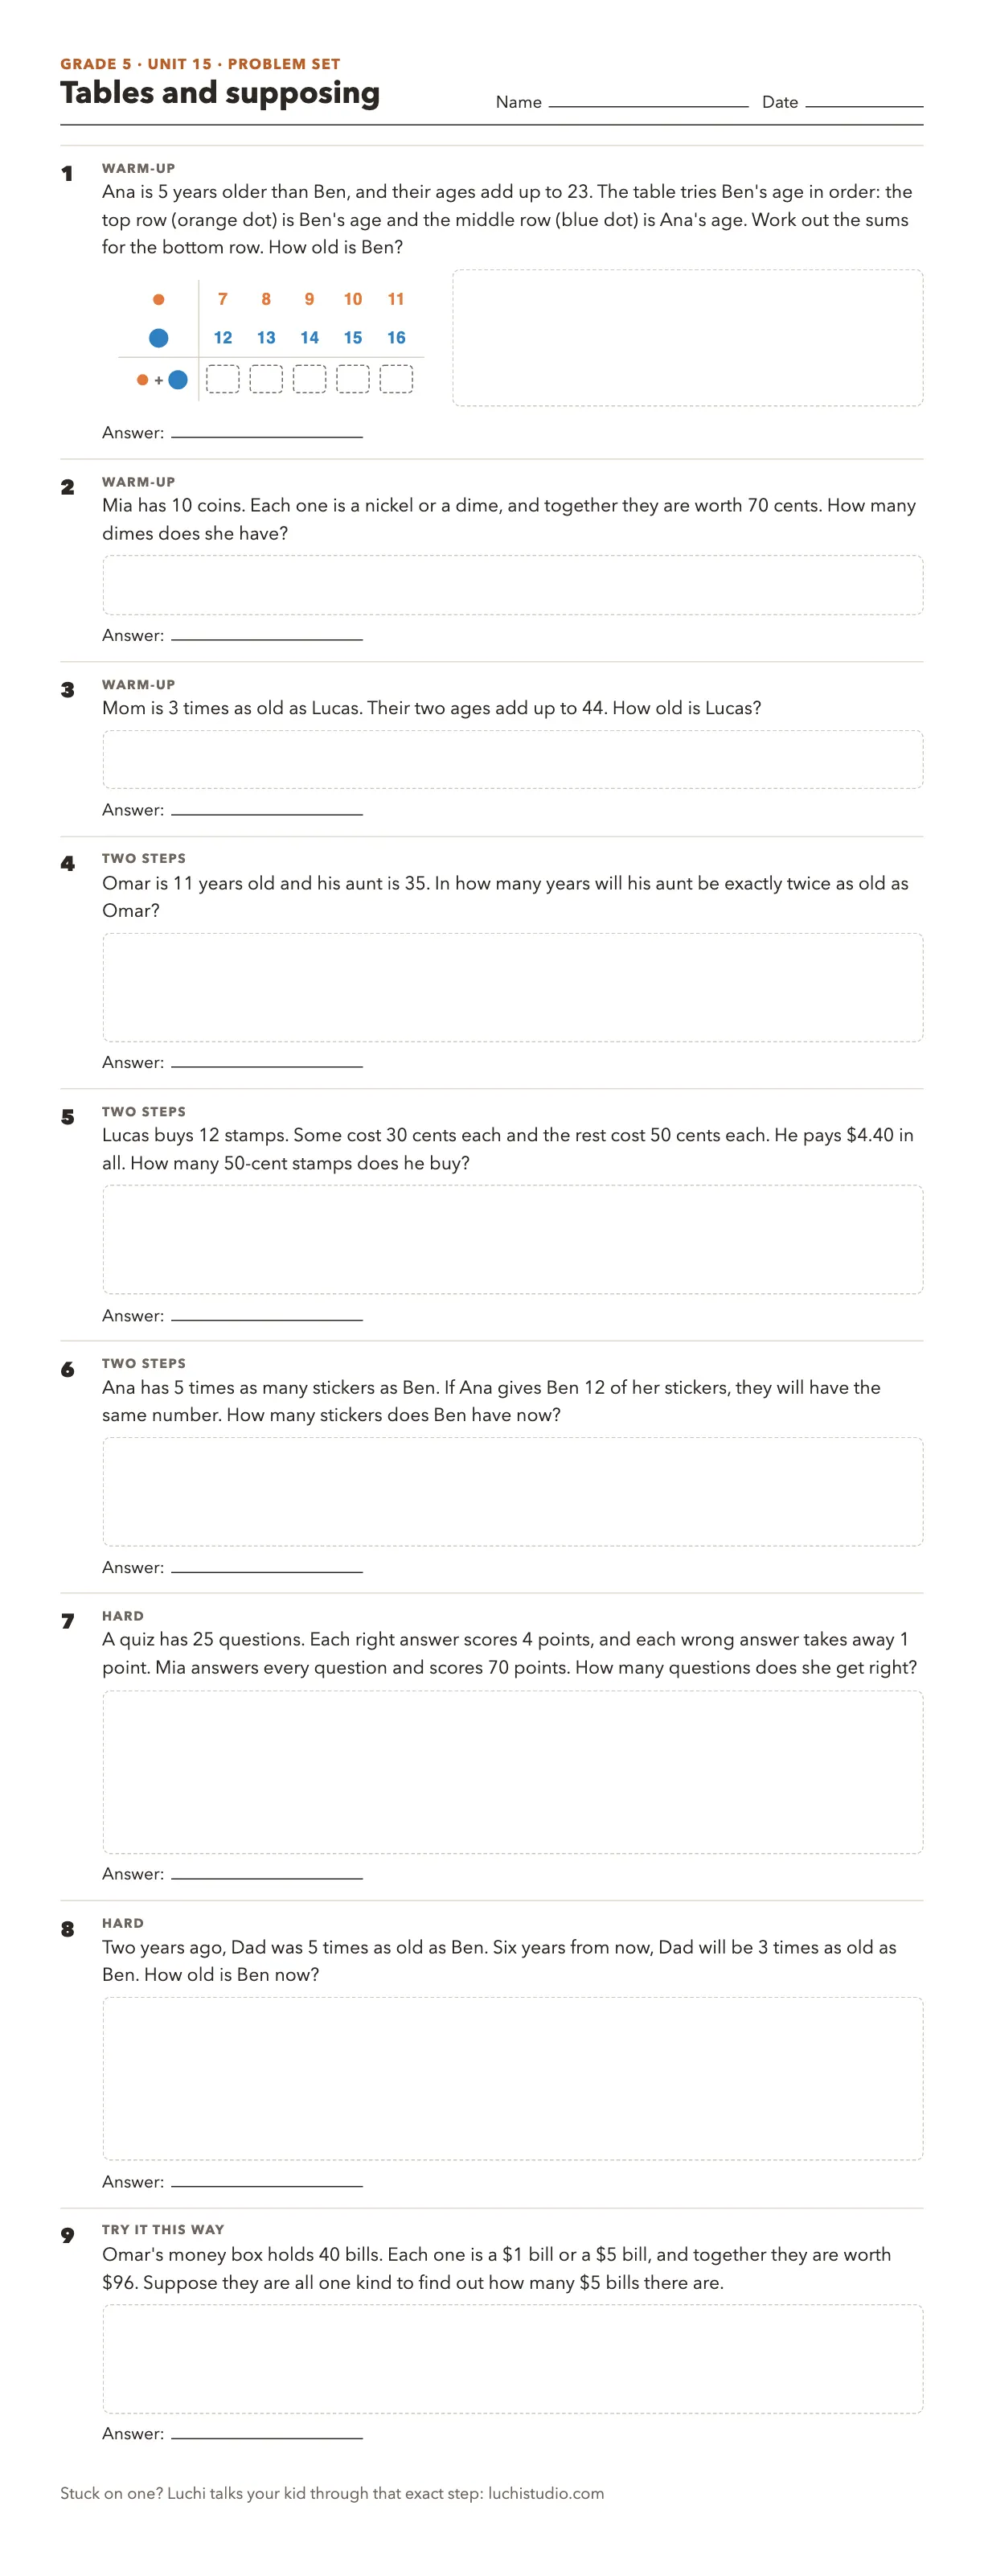 GRADE 5 · UNIT 15 · PROBLEM SET
Tables and supposing
Name Date
1
WARM-UP
Ana is 5 years older than Ben, and their ages add up to 23. The table tries Ben's age in order: the
top row (orange dot) is Ben's age and the middle row (blue dot) is Ana's age. Work out the sums
for the bottom row. How old is Ben?
7 8 9 10 11
12 13 14 15 16
+
Answer:
2
WARM-UP
Mia has 10 coins. Each one is a nickel or a dime, and together they are worth 70 cents. How many
dimes does she have?
Answer:
3
WARM-UP
Mom is 3 times as old as Lucas. Their two ages add up to 44. How old is Lucas?
Answer:
4
TWO STEPS
Omar is 11 years old and his aunt is 35. In how many years will his aunt be exactly twice as old as
Omar?
Answer:
5
TWO STEPS
Lucas buys 12 stamps. Some cost 30 cents each and the rest cost 50 cents each. He pays $4.40 in
all. How many 50-cent stamps does he buy?
Answer:
6
TWO STEPS
Ana has 5 times as many stickers as Ben. If Ana gives Ben 12 of her stickers, they will have the
same number. How many stickers does Ben have now?
Answer:
7
HARD
A quiz has 25 questions. Each right answer scores 4 points, and each wrong answer takes away 1
point. Mia answers every question and scores 70 points. How many questions does she get right?
Answer:
8
HARD
Two years ago, Dad was 5 times as old as Ben. Six years from now, Dad will be 3 times as old as
Ben. How old is Ben now?
Answer:
9
TRY IT THIS WAY
Omar's money box holds 40 bills. Each one is a $1 bill or a $5 bill, and together they are worth
$96. Suppose they are all one kind to find out how many $5 bills there are.
Answer:
Stuck on one? Luchi talks your kid through that exact step: luchistudio.com